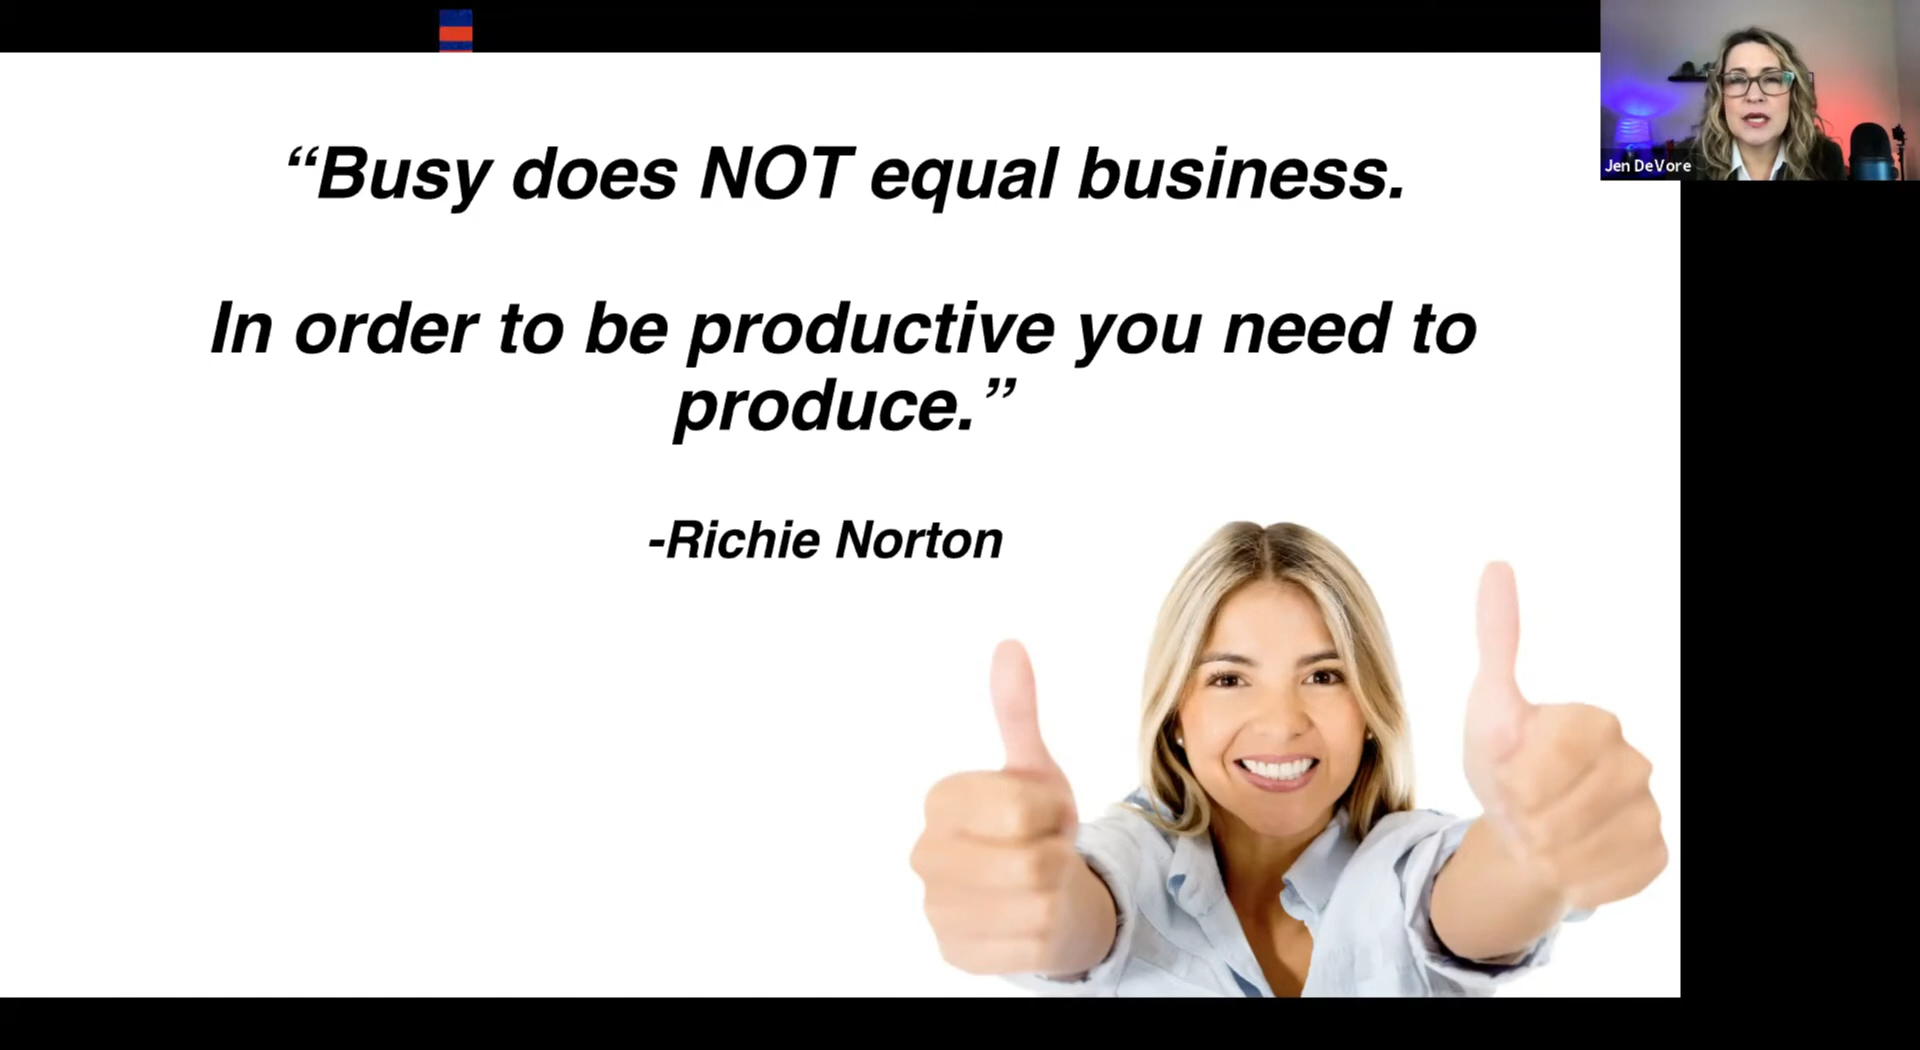 “Busy does NOT equal business.
In order to be productive you need to
produce.”
-Richie Norton
Jen DeVore